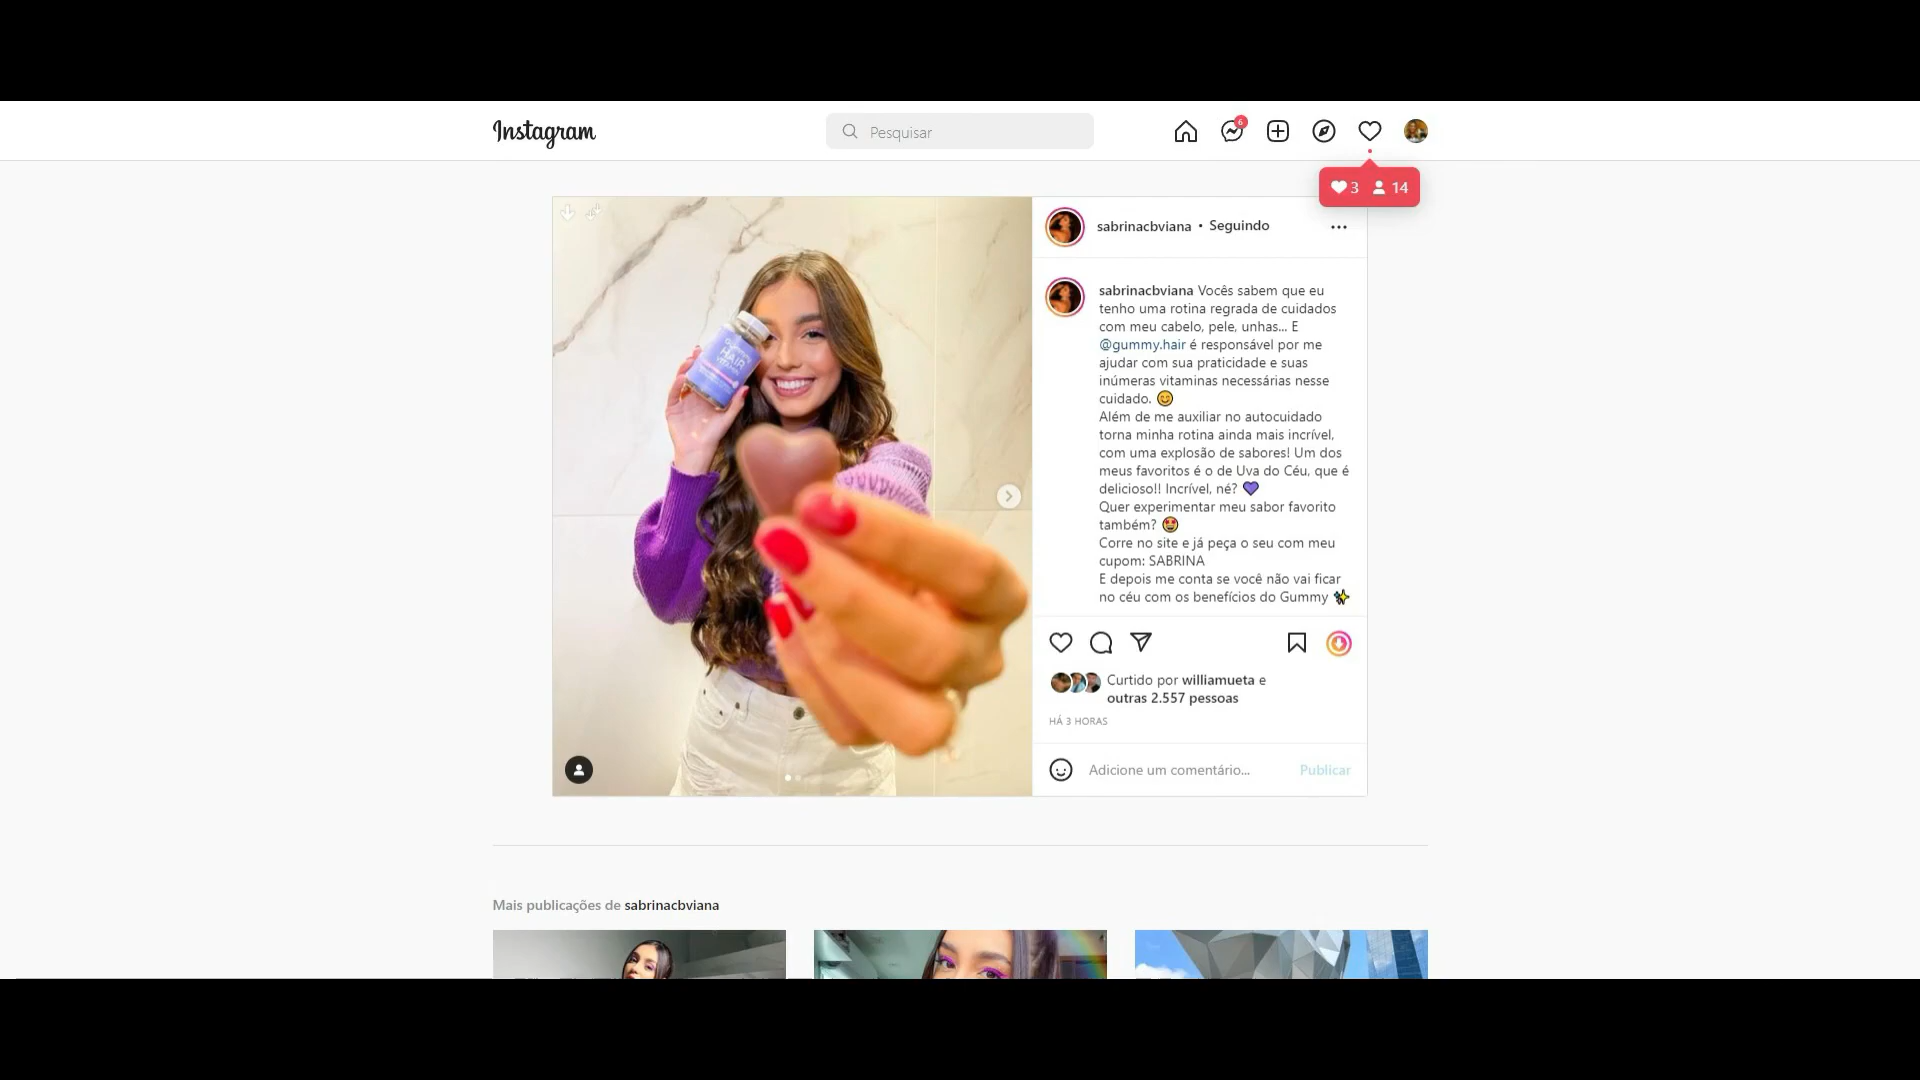 Instagram
Pesquisar
6
3 14
sabrinacbviana • Seguindo
sabrinacbviana Vocês sabem que eu
tenho uma rotina regrada de cuidados
com meu cabelo, pele, unhas... E
@gummy.hair é responsável por me
ajudar com sua praticidade e suas
inúmeras vitaminas necessárias nesse
cuidado. 😊
Além de me auxiliar no autocuidado
torna minha rotina ainda mais incrível,
com uma explosão de sabores! Um dos
meus favoritos é o de Uva do Céu, que é
delicioso!! Incrível, né? 💜
Quer experimentar meu sabor favorito
também? 🤩
Corre no site e já peça o seu com meu
cupom: SABRINA
E depois me conta se você não vai ficar
no céu com os benefícios do Gummy ✨
HAIR
Curtido por williamueta e
outras 2.557 pessoas
HÁ 3 HORAS
Adicione um comentário... Publicar
Mais publicações de sabrinacbviana